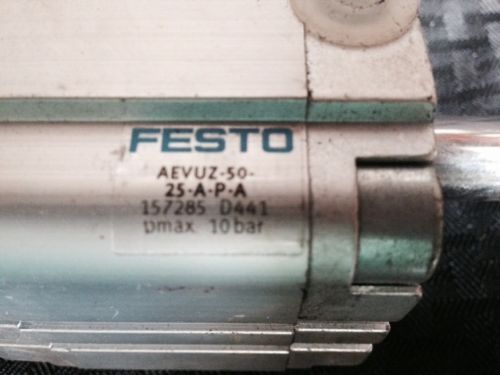 FESTO
AEVUZ-50-
25-A-P-A
157285 D441
pmax 10 bar